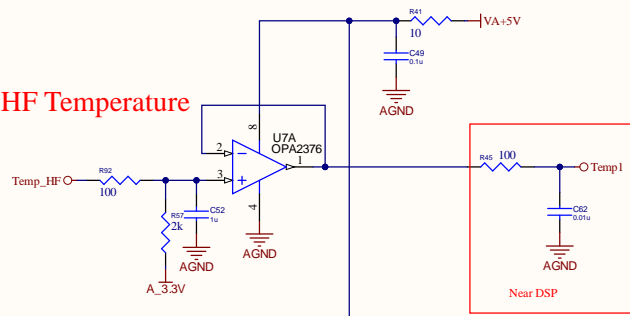 R41
10
VA+5V
C49
0.1u
AGND
HF Temperature
8
U7A
OPA2376
2
1
3
4
Temp_HF
R92
100
R57
2k
C52
1u
AGND
A_3.3V
AGND
R45
100
Temp1
C62
0.01u
AGND
Near DSP